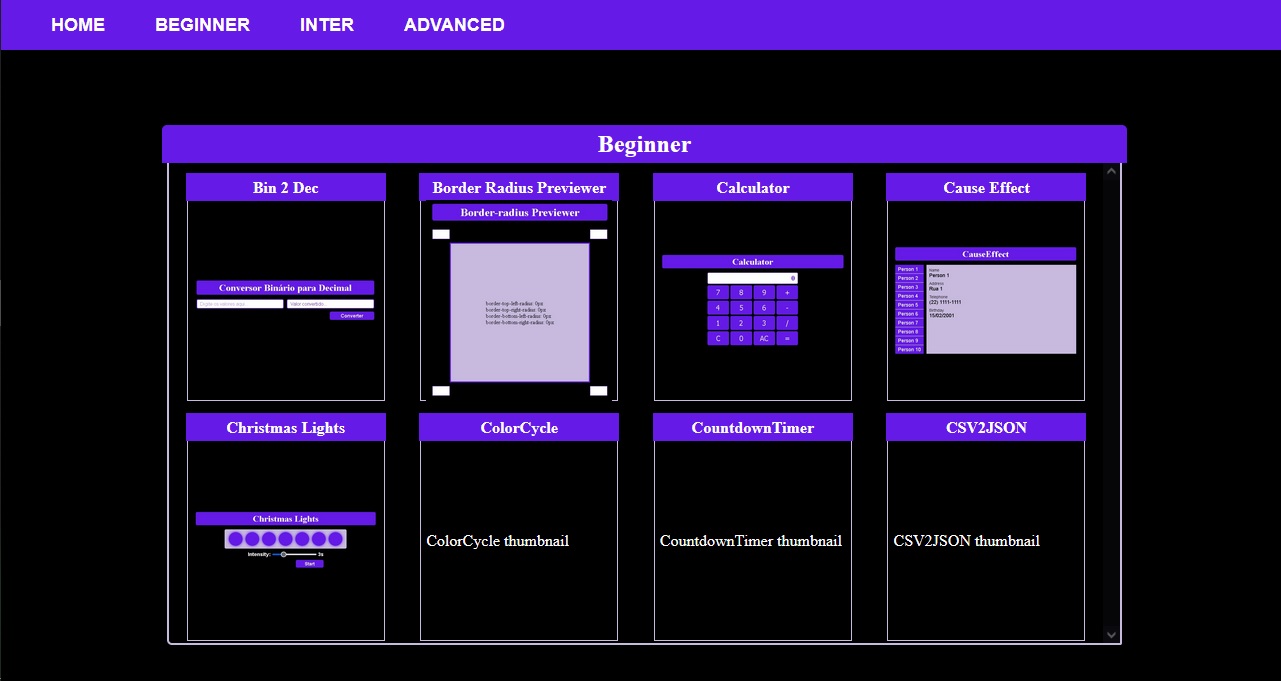 HOME BEGINNER INTER ADVANCED
Beginner
Bin 2 Dec
Conversor Binário para Decimal
Valor convertido...
Converter
Border Radius Previewer
Border-radius Previewer
border-top-left-radius: 0px
border-top-right-radius: 0px
border-bottom-left-radius: 0px
border-bottom-right-radius: 0px
Calculator
Calculator
7 8 9 +
4 5 6 -
1 2 3 /
C 0 AC =
Cause Effect
CauseEffect
Person 1
Person 2
Person 3
Person 4
Person 5
Person 6
Person 7
Person 8
Person 9
Person 10
Name
Person 1
Address
Rua 1
Telephone
(22) 1111-1111
Birthday
15/02/2001
Christmas Lights
Christmas Lights
Intensity: 3s
Start
ColorCycle
ColorCycle thumbnail
CountdownTimer
CountdownTimer thumbnail
CSV2JSON
CSV2JSON thumbnail